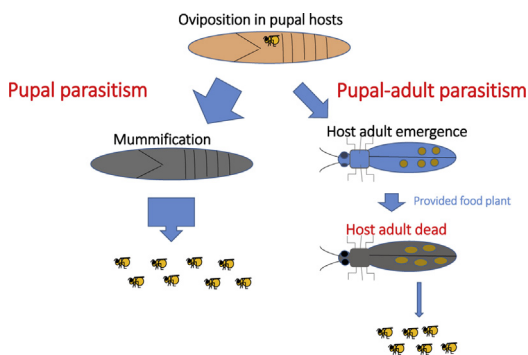 Oviposition in pupal hosts
Pupal parasitism
Pupal-adult parasitism
Mummification
Host adult emergence
Provided food plant
Host adult dead